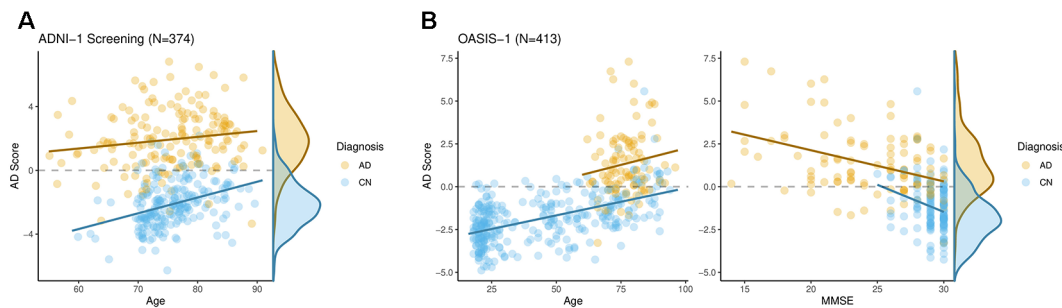 A
B
ADNI−1 Screening (N=374)
OASIS−1 (N=413)
AD Score
4
0
−4
60
70
80
90
Age
Diagnosis
AD
CN
AD Score
7.5
5.0
2.5
0.0
−2.5
−5.0
25
50
75
100
Age
7.5
5.0
2.5
0.0
−2.5
−5.0
15
20
25
30
MMSE
Diagnosis
AD
CN